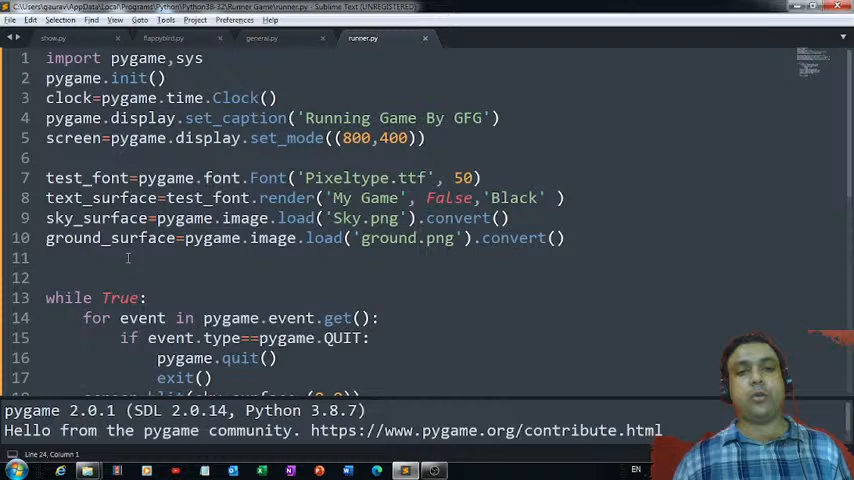 C:\Users\gaurav\AppData\Local\Programs\Python\Python38-32\Runner Game\runner.py - Sublime Text (UNREGISTERED)
File Edit Selection Find View Goto Tools Project Preferences Help
show.py × flappybird.py × general.py × runner.py ×
1 import pygame,sys
2 pygame.init()
3 clock=pygame.time.Clock()
4 pygame.display.set_caption('Running Game By GFG')
5 screen=pygame.display.set_mode((800,400))
6
7 test_font=pygame.font.Font('Pixeltype.ttf', 50)
8 text_surface=test_font.render('My Game', False,'Black' )
9 sky_surface=pygame.image.load('Sky.png').convert()
10 ground_surface=pygame.image.load('ground.png').convert()
11
12
13 while True:
14 for event in pygame.event.get():
15 if event.type==pygame.QUIT:
16 pygame.quit()
17 exit()
pygame 2.0.1 (SDL 2.0.14, Python 3.8.7)
Hello from the pygame community. https://www.pygame.org/contribute.html
Line 24, Column 1
EN